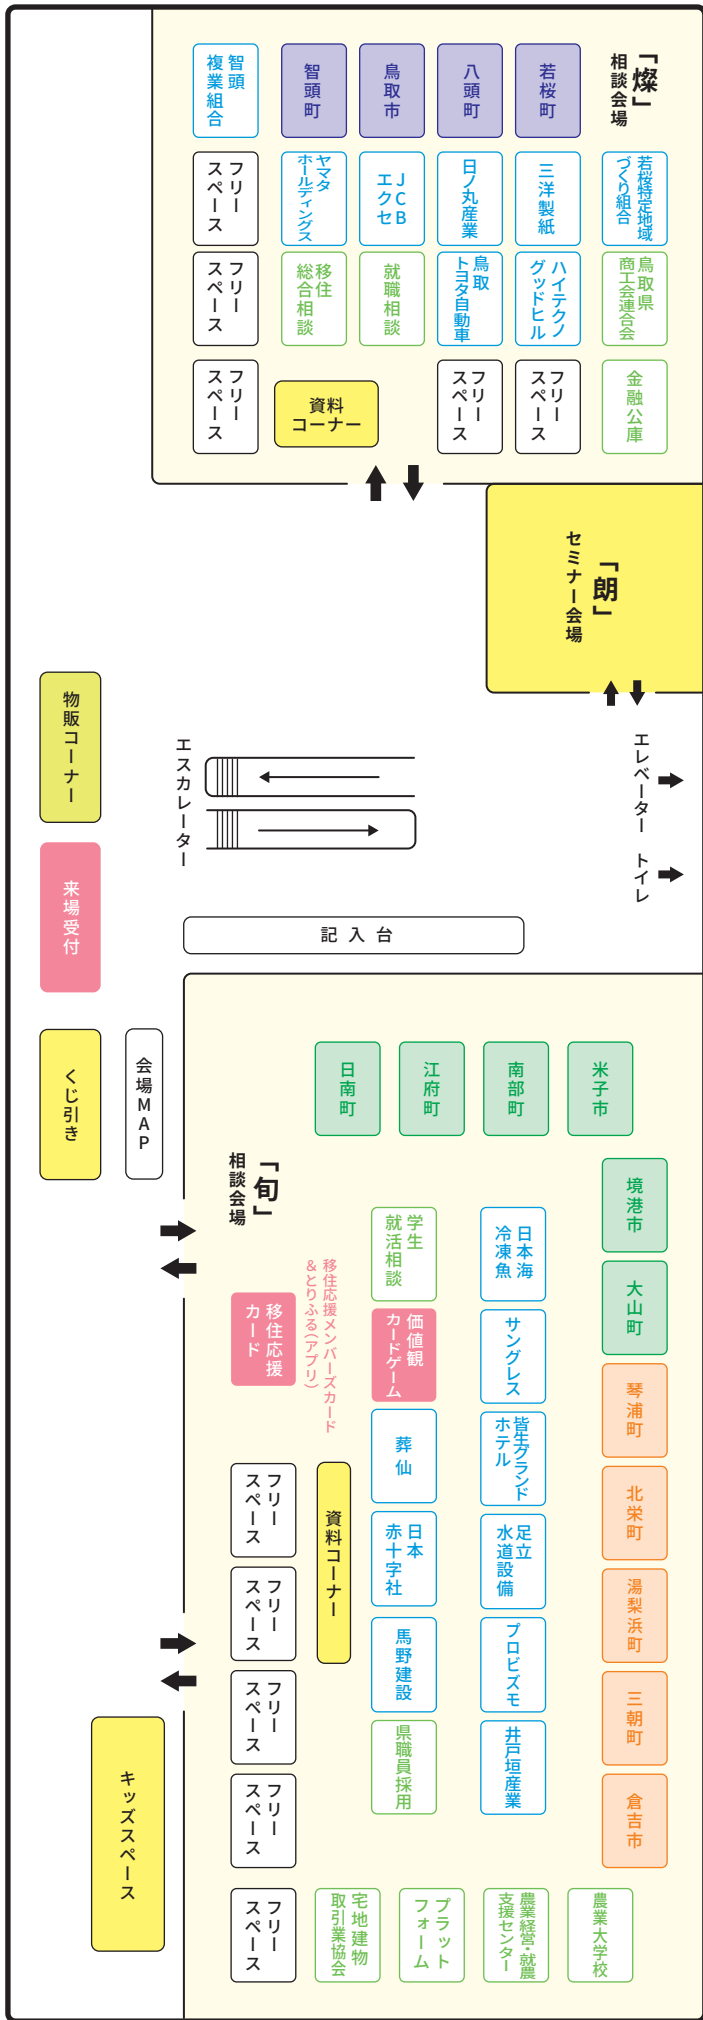 「燦」
相談会場
若桜町
八頭町
鳥取市
智頭町
智頭
複業組合
若桜特定地域
づくり組合
三洋製紙
日ノ丸産業
JCB
エクセ
ヤマタ
ホールディングス
フリー
スペース
鳥取県
商工会連合会
ハイテクノ
グッドヒル
鳥取
トヨタ自動車
就職相談
移住
総合相談
フリー
スペース
金融公庫
フリー
スペース
フリー
スペース
資料
コーナー
フリー
スペース
「朗」
セミナー会場
物販コーナー
エスカレーター
エレベーター
トイレ
来場受付
記入台
くじ引き
会場MAP
米子市
南部町
江府町
日南町
「旬」
相談会場
境港市
大山町
琴浦町
北栄町
湯梨浜町
三朝町
倉吉市
日本海
冷凍魚
サングレス
皆生グランド
ホテル
足立
水道設備
プロビズモ
井戸垣産業
学生
就活相談
価値観
カードゲーム
葬仙
日本
赤十字社
馬野建設
県職員採用
移住応援メンバーズカード
&とりふる(アプリ)
移住応援
カード
資料コーナー
フリー
スペース
フリー
スペース
フリー
スペース
フリー
スペース
キッズスペース
農業大学校
農業経営・就農
支援センター
プラット
フォーム
宅地建物
取引業協会
フリー
スペース